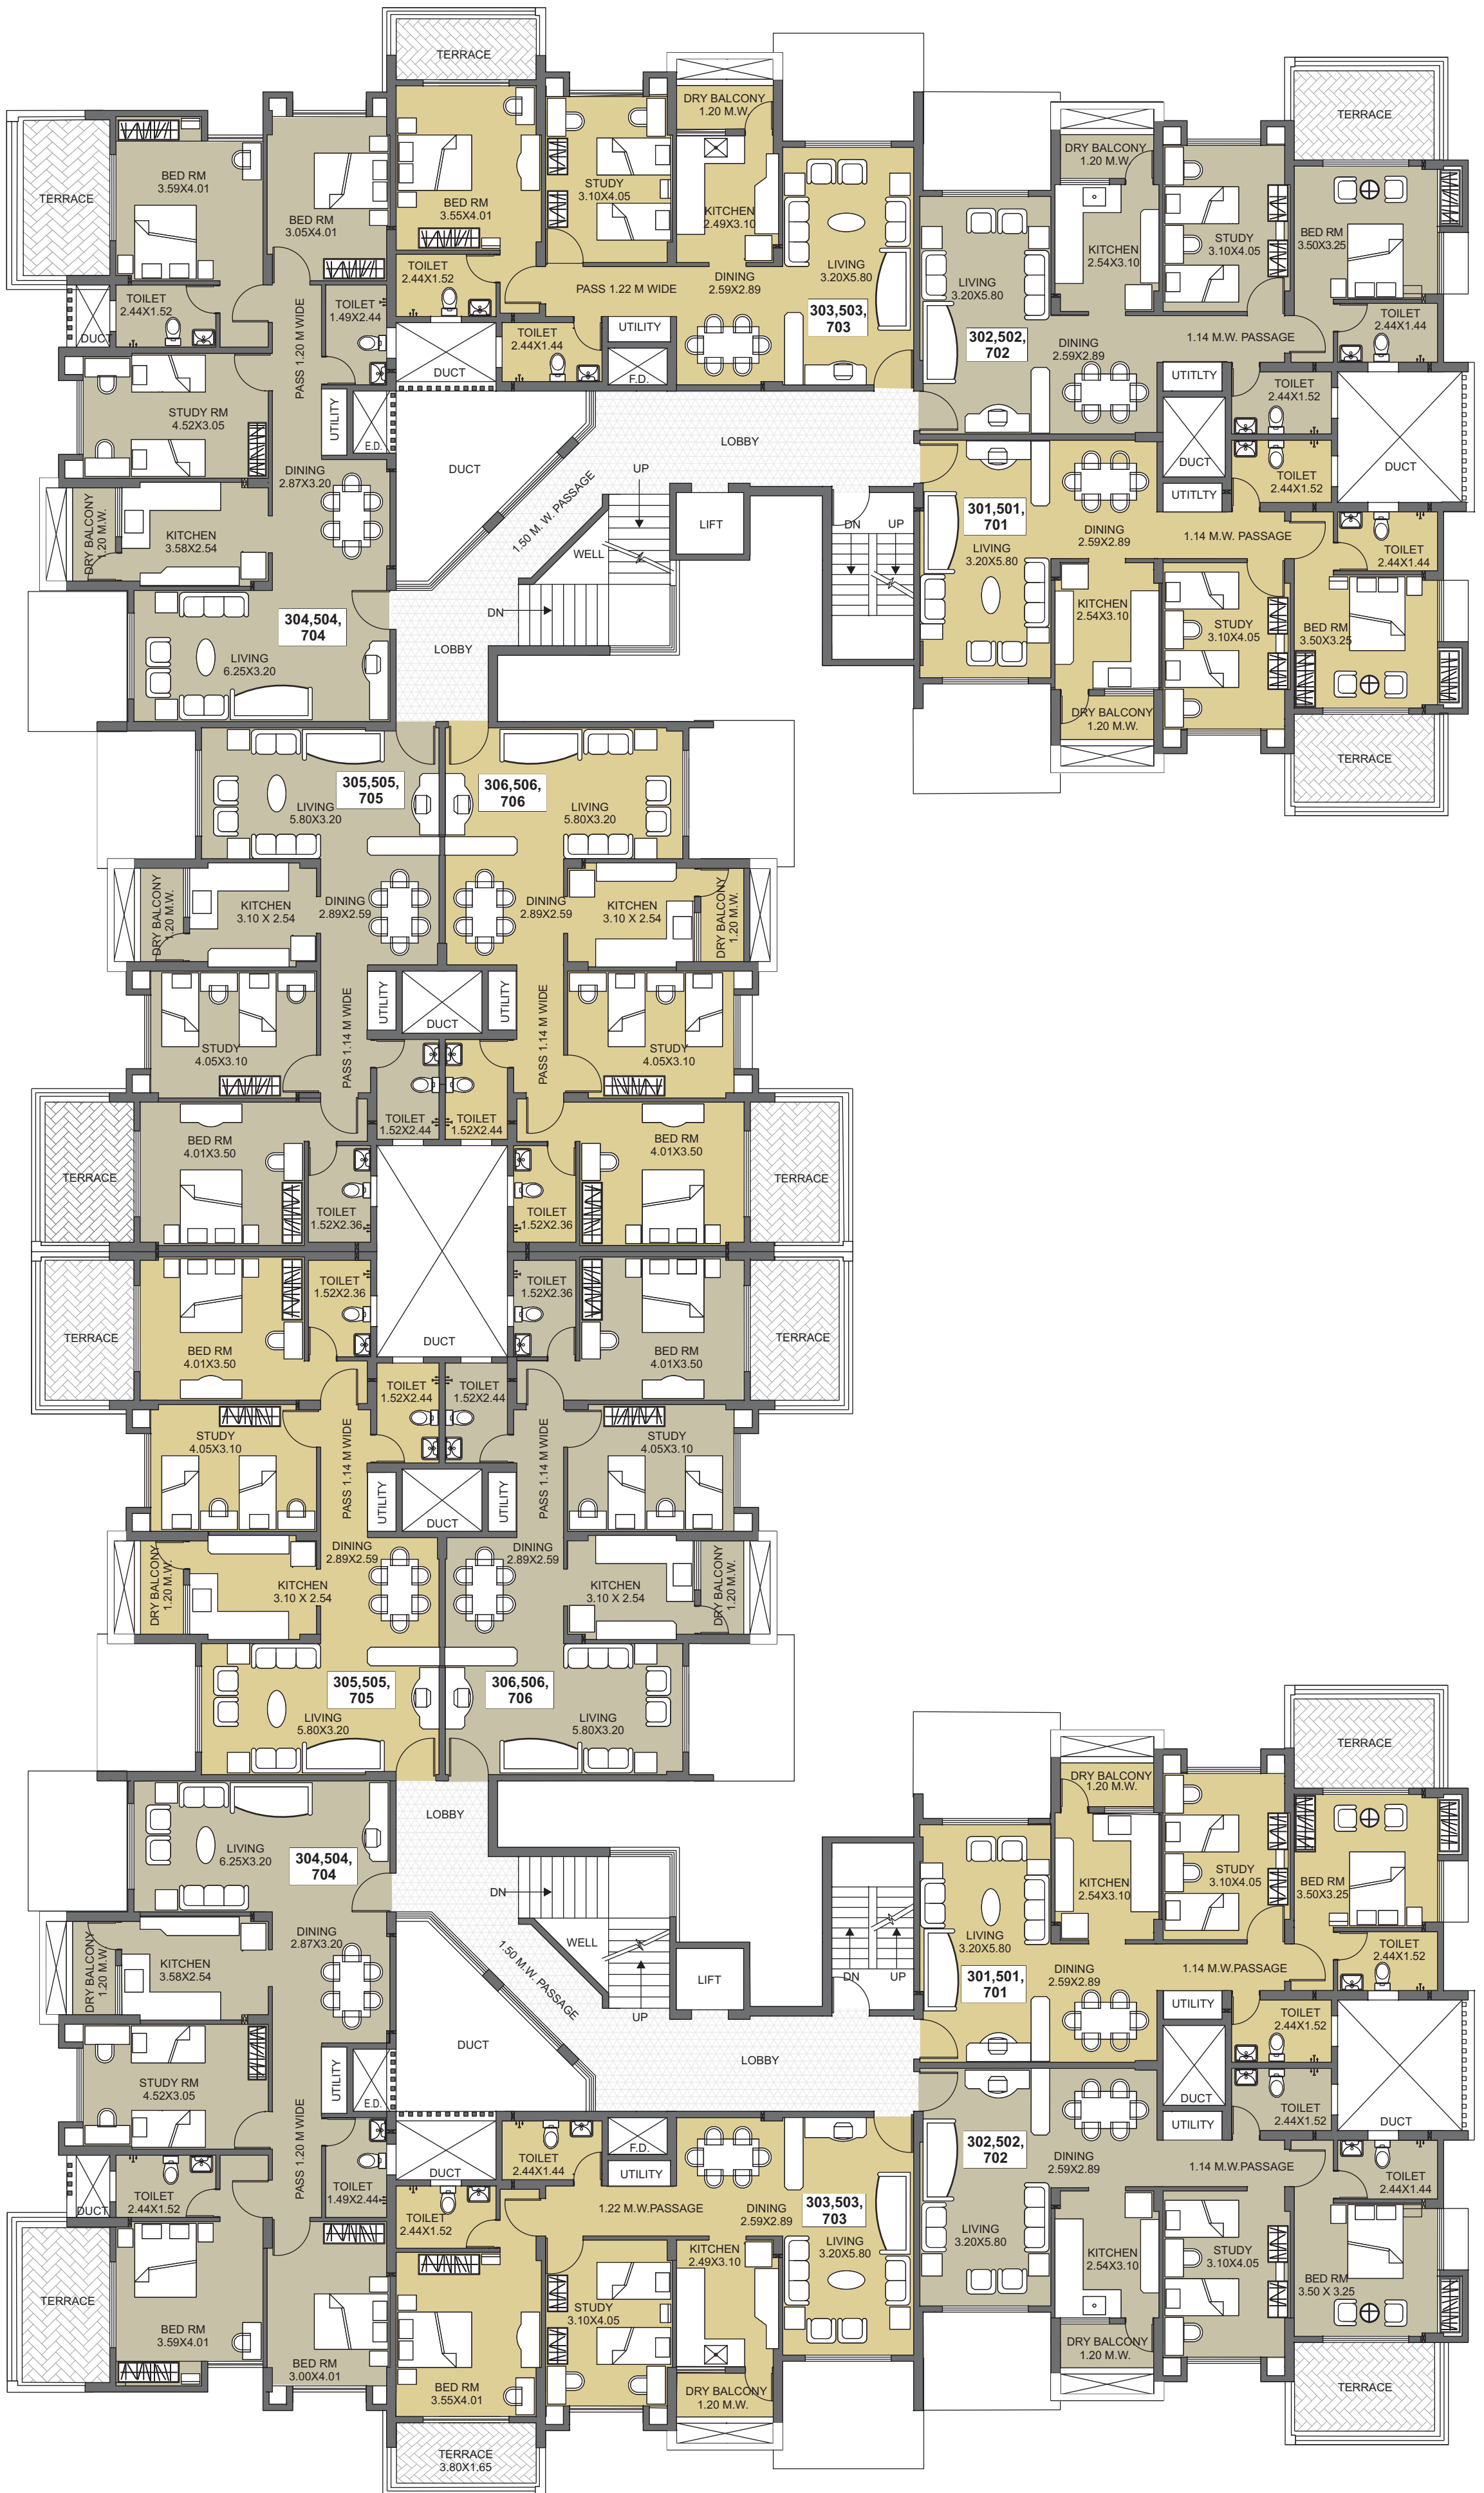 TERRACE
BED RM
3.59X4.01
TERRACE
BED RM
3.05X4.01
TOILET
2.44X1.52
DUCT
PASS 1.20 M WIDE
TOILET
1.49X2.44
STUDY RM
4.52X3.05
UTILITY
E.D.
DINING
2.87X3.20
DRY BALCONY
1.20 M.W.
KITCHEN
3.58X2.54
304,504,
704
LIVING
6.25X3.20
BED RM
3.55X4.01
STUDY
3.10X4.05
DRY BALCONY
1.20 M.W.
KITCHEN
2.49X3.10
TOILET
2.44X1.52
PASS 1.22 M WIDE
DINING
2.59X2.89
LIVING
3.20X5.80
303,503,
703
TOILET
2.44X1.44
UTILITY
F.D.
DUCT
DUCT
LOBBY
1.50 M. W. PASSAGE
UP
WELL
LIFT
DN
DN
UP
LOBBY
DRY BALCONY
1.20 M.W.
TERRACE
STUDY
3.10X4.05
BED RM
3.50X3.25
KITCHEN
2.54X3.10
LIVING
3.20X5.80
302,502,
702
DINING
2.59X2.89
1.14 M.W. PASSAGE
TOILET
2.44X1.44
UTITLTY
TOILET
2.44X1.52
DUCT
DUCT
TOILET
2.44X1.52
UTITLTY
301,501,
701
DINING
2.59X2.89
1.14 M.W. PASSAGE
LIVING
3.20X5.80
TOILET
2.44X1.44
KITCHEN
2.54X3.10
STUDY
3.10X4.05
BED RM
3.50X3.25
DRY BALCONY
1.20 M.W.
TERRACE
305,505,
705
306,506,
706
LIVING
5.80X3.20
LIVING
5.80X3.20
DRY BALCONY
1.20 M.W.
KITCHEN
3.10 X 2.54
DINING
2.89X2.59
DINING
2.89X2.59
KITCHEN
3.10 X 2.54
DRY BALCONY
1.20 M.W.
UTILITY
DUCT
UTILITY
STUDY
4.05X3.10
PASS 1.14 M WIDE
PASS 1.14 M WIDE
STUDY
4.05X3.10
TOILET
1.52X2.44
TOILET
1.52X2.44
BED RM
4.01X3.50
BED RM
4.01X3.50
TERRACE
TERRACE
TOILET
1.52X2.36
TOILET
1.52X2.36
TOILET
1.52X2.36
TOILET
1.52X2.36
TERRACE
DUCT
TERRACE
BED RM
4.01X3.50
BED RM
4.01X3.50
TOILET
1.52X2.44
TOILET
1.52X2.44
STUDY
4.05X3.10
PASS 1.14 M WIDE
PASS 1.14 M WIDE
STUDY
4.05X3.10
UTILITY
DUCT
UTILITY
DRY BALCONY
1.20 M.W.
KITCHEN
3.10 X 2.54
DINING
2.89X2.59
DINING
2.89X2.59
KITCHEN
3.10 X 2.54
DRY BALCONY
1.20 M.W.
305,505,
705
306,506,
706
LIVING
5.80X3.20
LIVING
5.80X3.20
LOBBY
LIVING
6.25X3.20
304,504,
704
DN
DINING
2.87X3.20
DRY BALCONY
1.20 M.W.
KITCHEN
3.58X2.54
1.50 M.W. PASSAGE
WELL
LIFT
DN
UP
UP
DUCT
LOBBY
STUDY RM
4.52X3.05
UTILITY
E.D.
PASS 1.20 M WIDE
TOILET
2.44X1.52
DUCT
TOILET
1.49X2.44
TERRACE
BED RM
3.59X4.01
BED RM
3.00X4.01
DUCT
TOILET
2.44X1.44
F.D.
UTILITY
TOILET
2.44X1.52
1.22 M.W.PASSAGE
DINING
2.59X2.89
303,503,
703
LIVING
3.20X5.80
KITCHEN
2.49X3.10
STUDY
3.10X4.05
BED RM
3.55X4.01
DRY BALCONY
1.20 M.W.
TERRACE
3.80X1.65
TERRACE
DRY BALCONY
1.20 M.W.
KITCHEN
2.54X3.10
STUDY
3.10X4.05
BED RM
3.50X3.25
LIVING
3.20X5.80
301,501,
701
DINING
2.59X2.89
1.14 M.W.PASSAGE
TOILET
2.44X1.52
UTILITY
TOILET
2.44X1.52
DUCT
UTILITY
DUCT
TOILET
2.44X1.52
302,502,
702
DINING
2.59X2.89
1.14 M.W.PASSAGE
TOILET
2.44X1.44
LIVING
3.20X5.80
KITCHEN
2.54X3.10
STUDY
3.10X4.05
BED RM
3.50 X 3.25
DRY BALCONY
1.20 M.W.
TERRACE